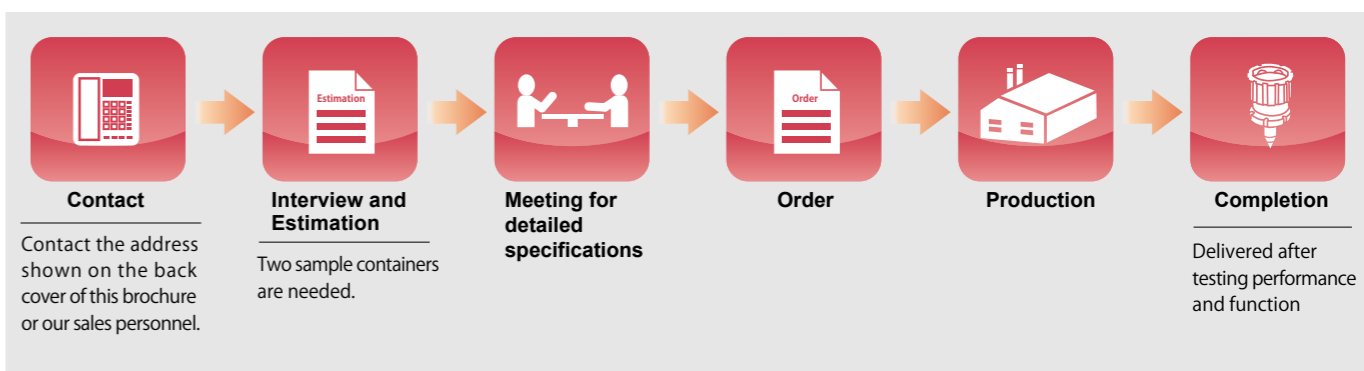 Estimation
Order
Contact
Contact the address
shown on the back
cover of this brochure
or our sales personnel.
Interview and
Estimation
Two sample containers
are needed.
Meeting for
detailed
specifications
Order
Production
Completion
Delivered after
testing performance
and function